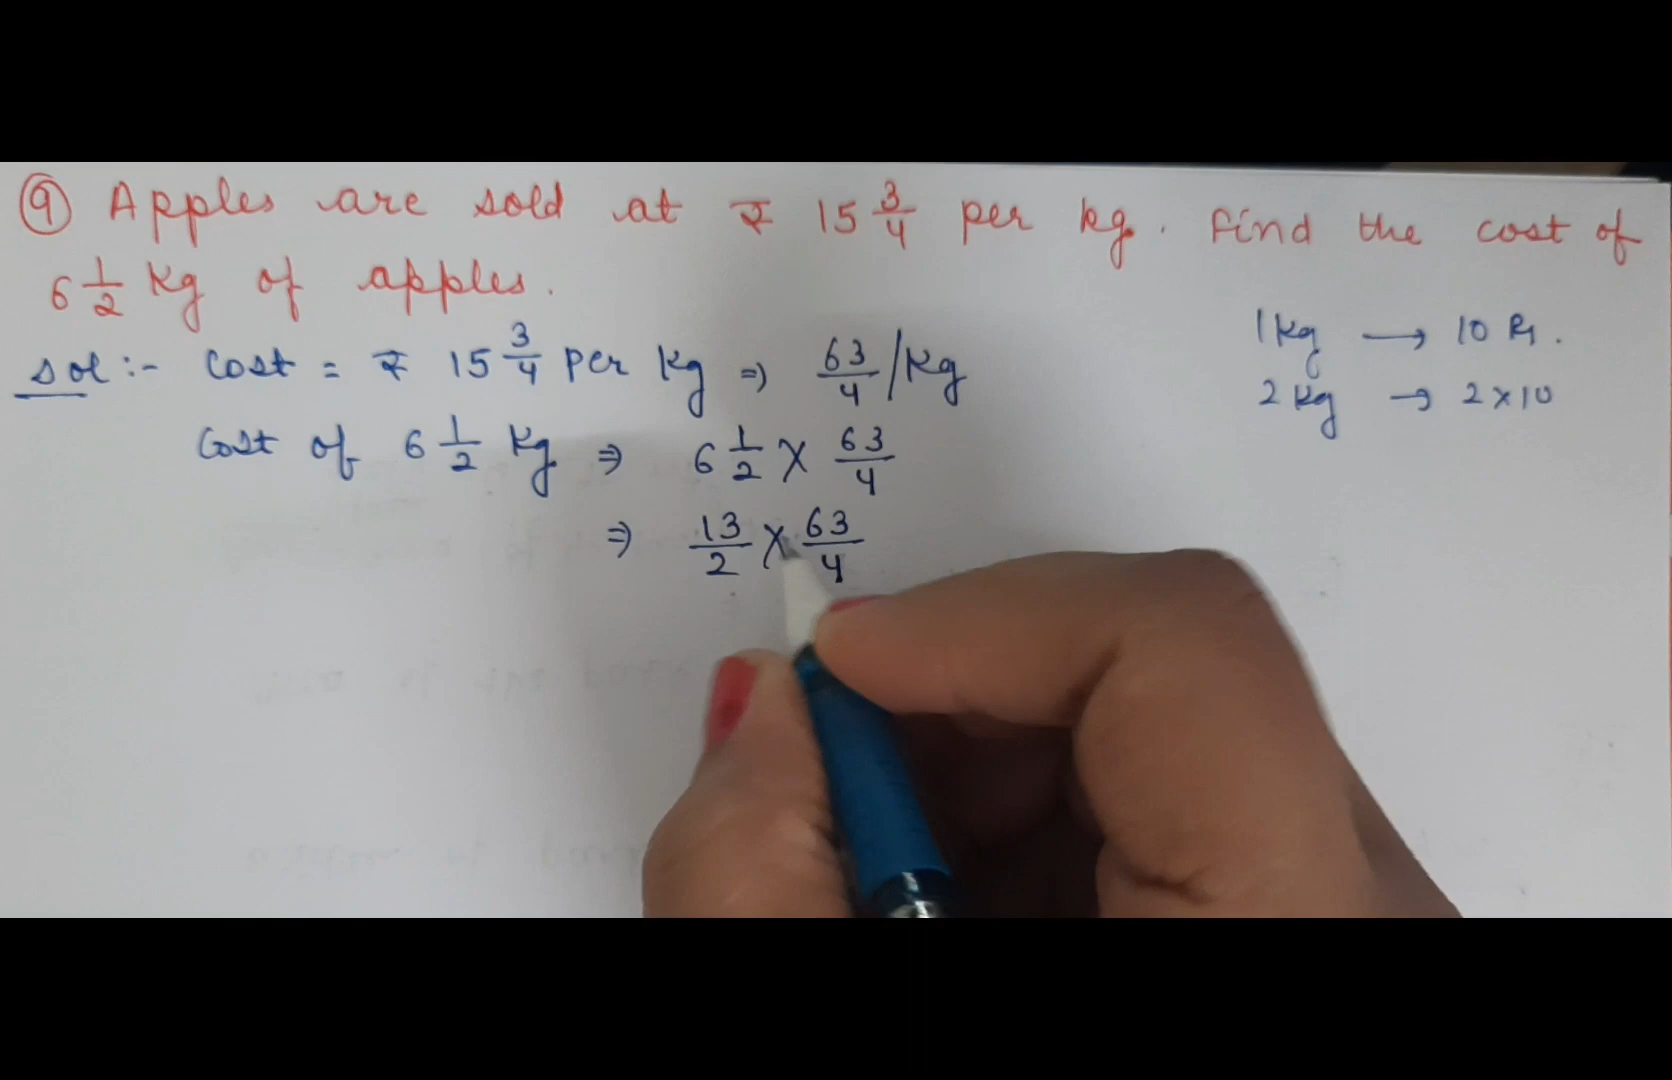 ⑨ Apples are sold at ₹ 15 3/4 per kg. Find the cost of
6 1/2 kg of apples.
Sol :- Cost = ₹ 15 3/4 per kg ⇒ 63/4 /kg
Cost of 6 1/2 kg ⇒ 6 1/2 × 63/4
⇒ 13/2 × 63/4
1 kg → 10 Rs.
2 kg → 2×10